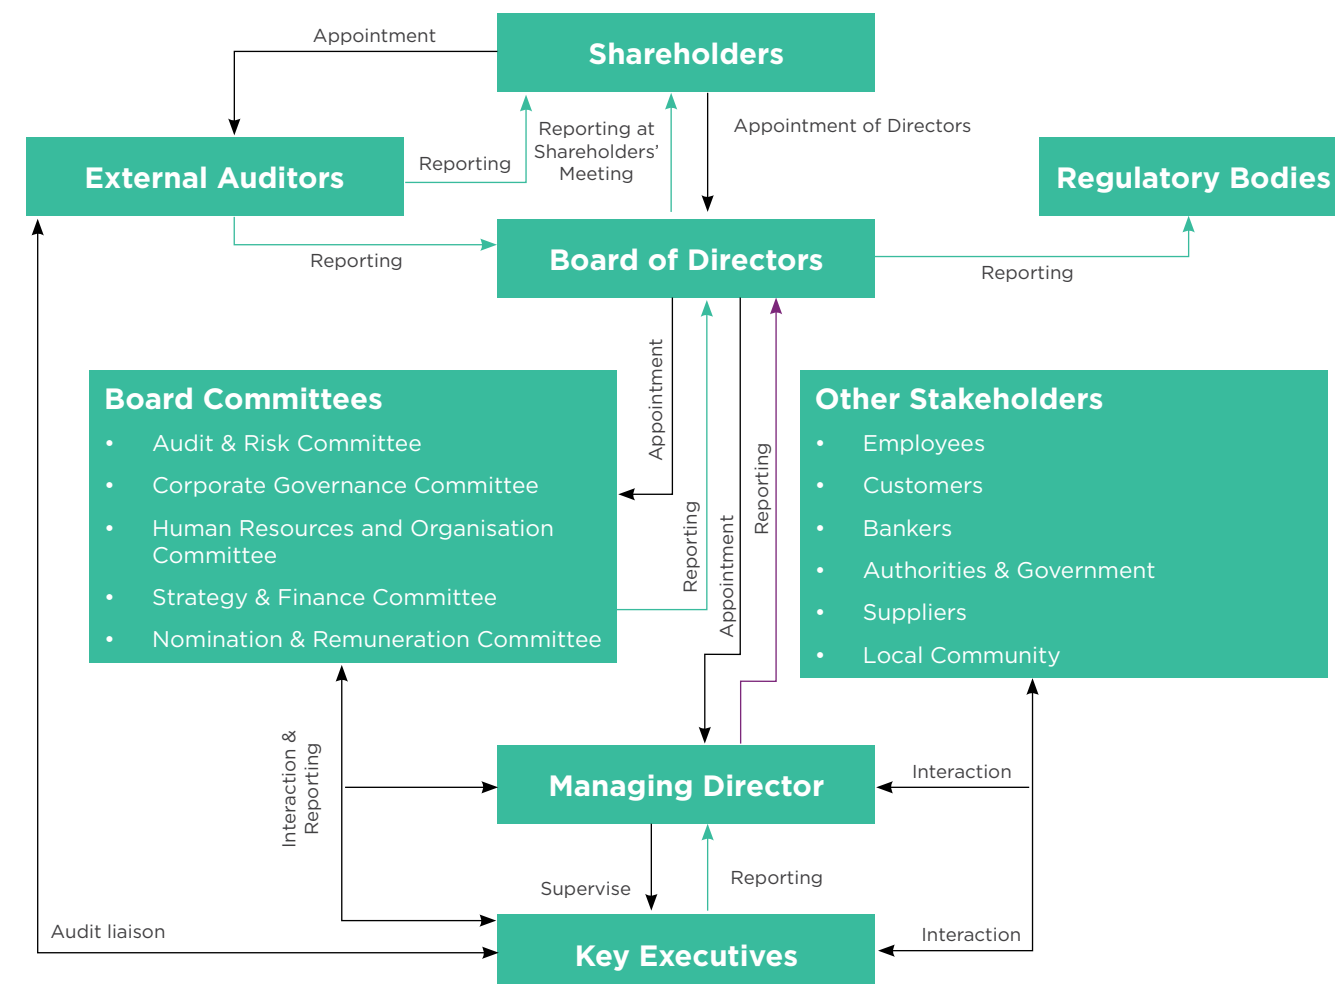 Appointment
Shareholders
Reporting at
Shareholders’
Meeting
Appointment of Directors
External Auditors
Reporting
Regulatory Bodies
Reporting
Board of Directors
Reporting
Appointment
Reporting
Appointment
Reporting
Board Committees
• Audit & Risk Committee
• Corporate Governance Committee
• Human Resources and Organisation
Committee
• Strategy & Finance Committee
• Nomination & Remuneration Committee
Other Stakeholders
• Employees
• Customers
• Bankers
• Authorities & Government
• Suppliers
• Local Community
Interaction &
Reporting
Managing Director
Interaction
Supervise
Reporting
Audit liaison
Key Executives
Interaction